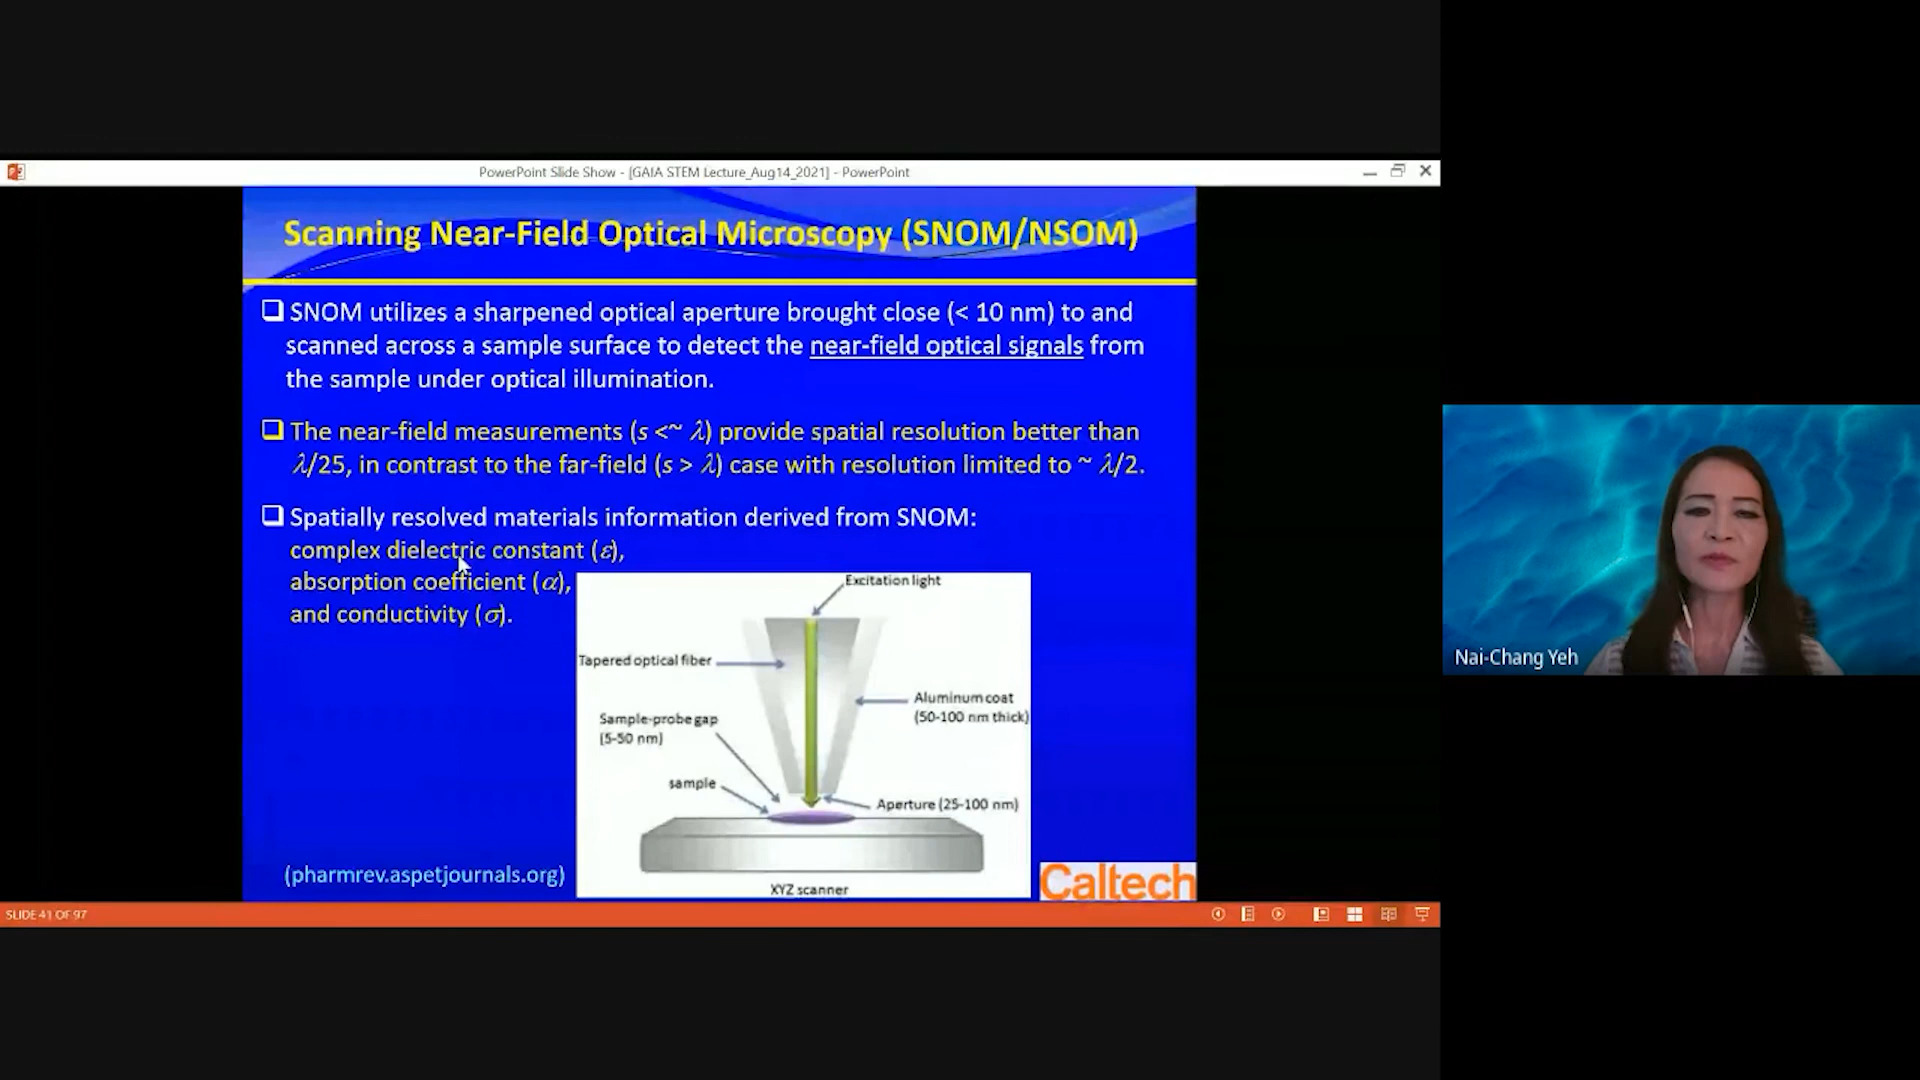 PowerPoint Slide Show - [GAIA STEM Lecture_Aug14_2021] - PowerPoint
Scanning Near-Field Optical Microscopy (SNOM/NSOM)
SNOM utilizes a sharpened optical aperture brought close (< 10 nm) to and
scanned across a sample surface to detect the near-field optical signals from
the sample under optical illumination.
The near-field measurements (s <~ λ) provide spatial resolution better than
λ/25, in contrast to the far-field (s > λ) case with resolution limited to ~ λ/2.
Spatially resolved materials information derived from SNOM:
complex dielectric constant (ε),
absorption coefficient (α),
and conductivity (σ).
Excitation light
Tapered optical fiber
Aluminum coat
(50-100 nm thick)
Sample-probe gap
(5-50 nm)
sample
Aperture (25-100 nm)
XYZ scanner
(pharmrev.aspetjournals.org)
Caltech
SLIDE 41 OF 97
Nai-Chang Yeh